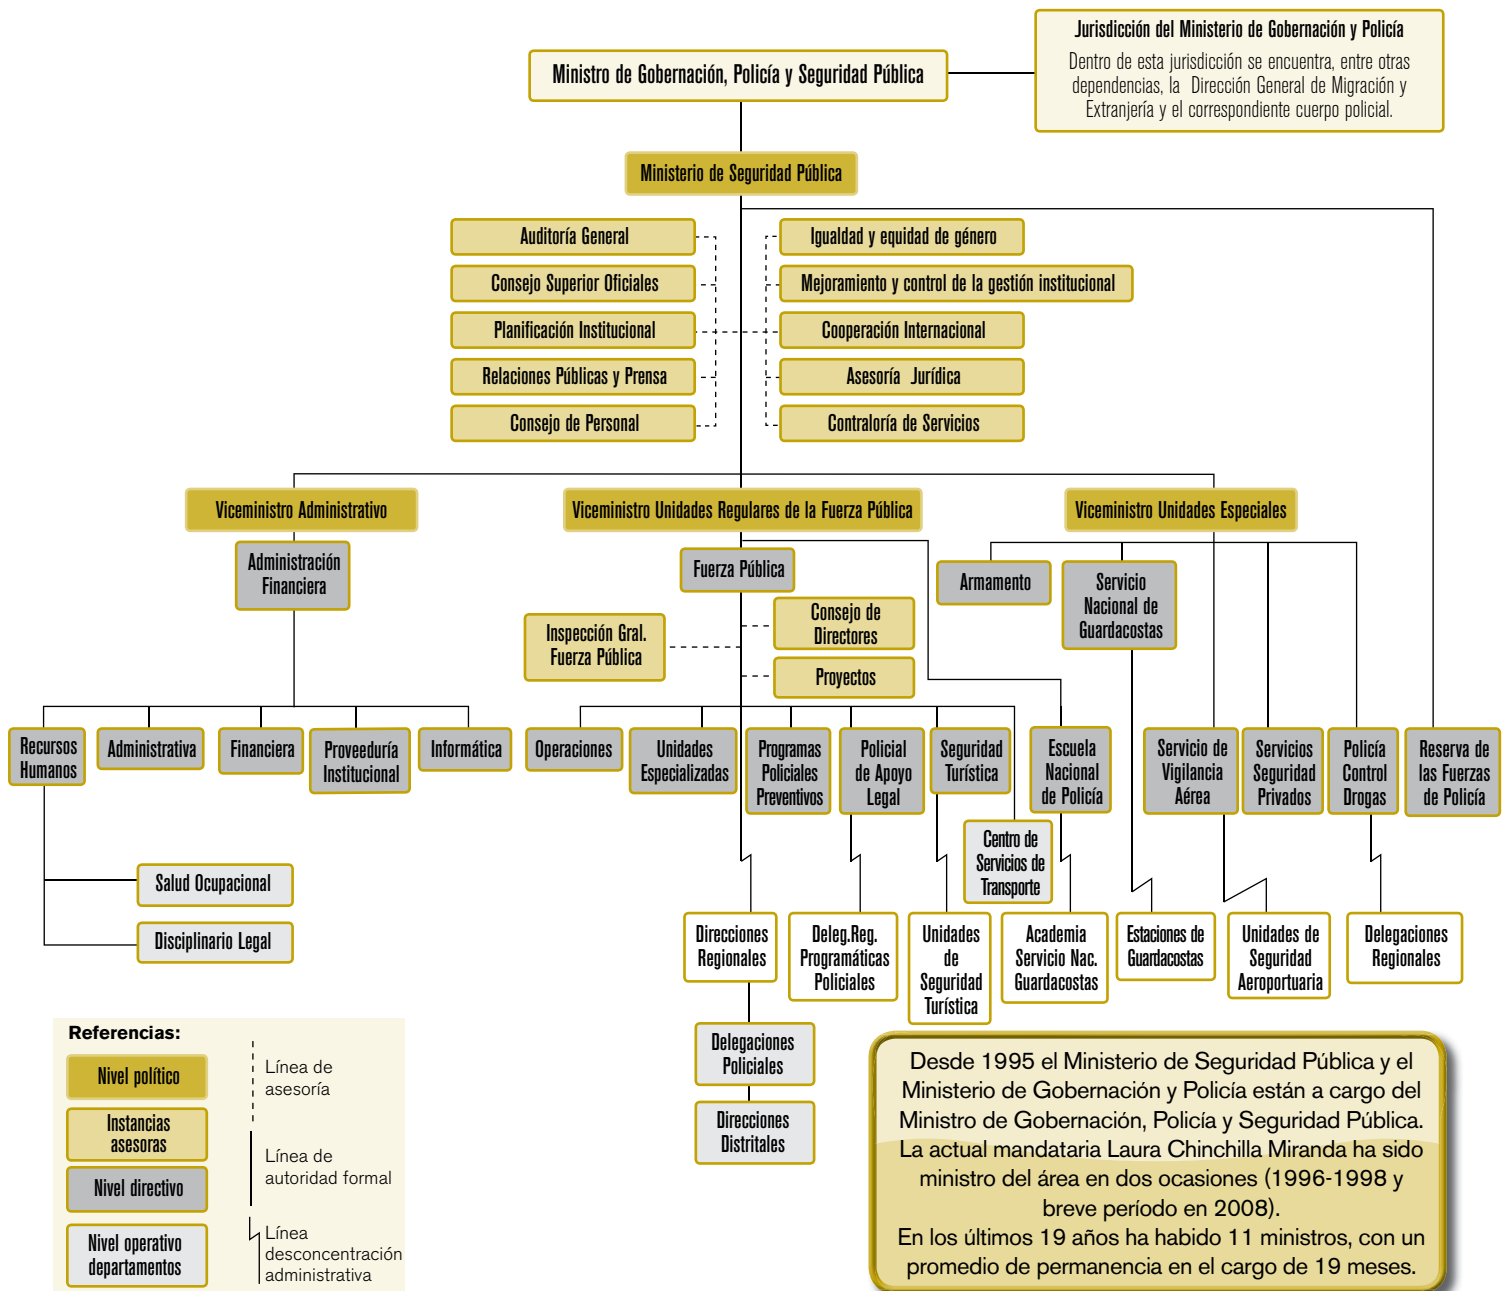 Jurisdicción del Ministerio de Gobernación y Policía
Dentro de esta jurisdicción se encuentra, entre otras
dependencias, la Dirección General de Migración y
Extranjería y el correspondiente cuerpo policial.
Ministro de Gobernación, Policía y Seguridad Pública
Ministerio de Seguridad Pública
Auditoría General
Igualdad y equidad de género
Consejo Superior Oficiales
Mejoramiento y control de la gestión institucional
Planificación Institucional
Cooperación Internacional
Relaciones Públicas y Prensa
Asesoría Jurídica
Consejo de Personal
Contraloría de Servicios
Viceministro Administrativo
Viceministro Unidades Regulares de la Fuerza Pública
Viceministro Unidades Especiales
Administración
Financiera
Fuerza Pública
Armamento
Servicio
Nacional de
Guardacostas
Inspección Gral.
Fuerza Pública
Consejo de
Directores
Proyectos
Recursos
Humanos
Administrativa
Financiera
Proveeduría
Institucional
Informática
Operaciones
Unidades
Especializadas
Programas
Policiales
Preventivos
Policial
de Apoyo
Legal
Seguridad
Turística
Escuela
Nacional
de Policía
Servicio de
Vigilancia
Aérea
Servicios
Seguridad
Privados
Policía
Control
Drogas
Reserva de
las Fuerzas
de Policía
Centro de
Servicios de
Transporte
Salud Ocupacional
Disciplinario Legal
Direcciones
Regionales
Deleg.Reg.
Programáticas
Policiales
Unidades
de
Seguridad
Turística
Academia
Servicio Nac.
Guardacostas
Estaciones de
Guardacostas
Unidades de
Seguridad
Aeroportuaria
Delegaciones
Regionales
Delegaciones
Policiales
Direcciones
Distritales
Referencias:
Nivel político
Instancias
asesoras
Nivel directivo
Nivel operativo
departamentos
Línea de
asesoría
Línea de
autoridad formal
Línea
desconcentración
administrativa
Desde 1995 el Ministerio de Seguridad Pública y el
Ministerio de Gobernación y Policía están a cargo del
Ministro de Gobernación, Policía y Seguridad Pública.
La actual mandataria Laura Chinchilla Miranda ha sido
ministro del área en dos ocasiones (1996-1998 y
breve período en 2008).
En los últimos 19 años ha habido 11 ministros, con un
promedio de permanencia en el cargo de 19 meses.